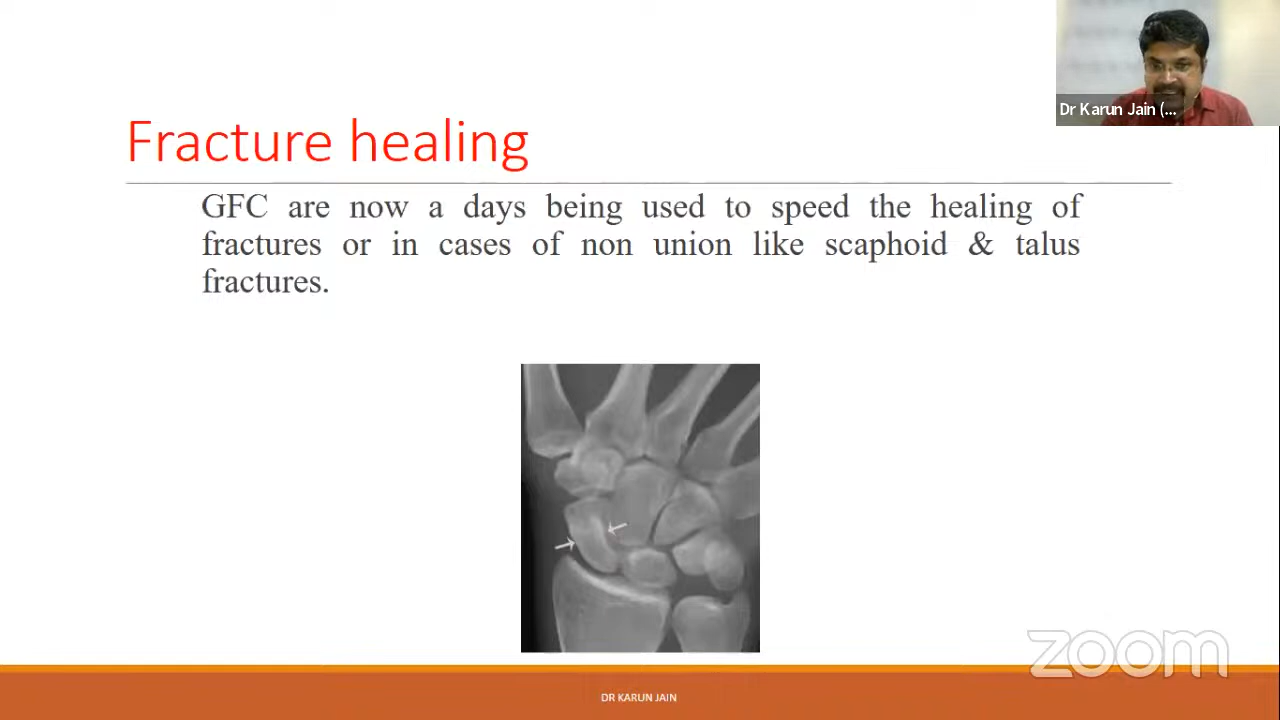 Dr Karun Jain (...
Fracture healing
GFC are now a days being used to speed the healing of
fractures or in cases of non union like scaphoid & talus
fractures.
zoom
DR KARUN JAIN